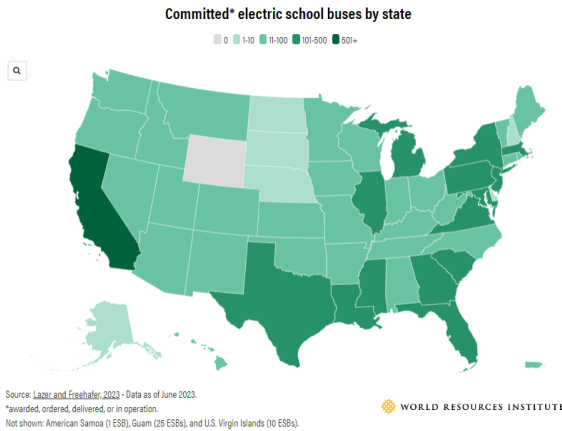 Committed* electric school buses by state
0 1-10 11-100 101-500 501+
Source: Lazer and Freehafer, 2023 • Data as of June 2023.
*awarded, ordered, delivered, or in operation.
WORLD RESOURCES INSTITUTE
Not shown: American Samoa (1 ESB), Guam (25 ESBs), and U.S. Virgin Islands (10 ESBs).